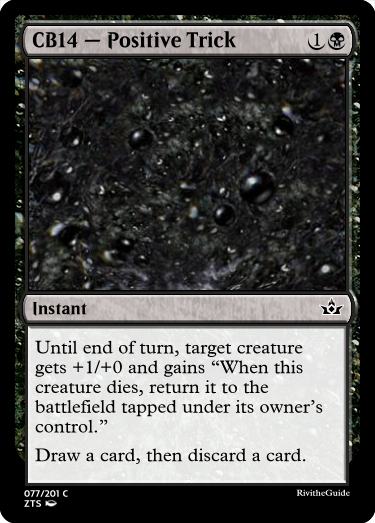 CB14 — Positive Trick 1
Instant
Until end of turn, target creature
gets +1/+0 and gains “When this
creature dies, return it to the
battlefield tapped under its owner’s
control.”
Draw a card, then discard a card.
077/201 C RivitheGuide
ZTS